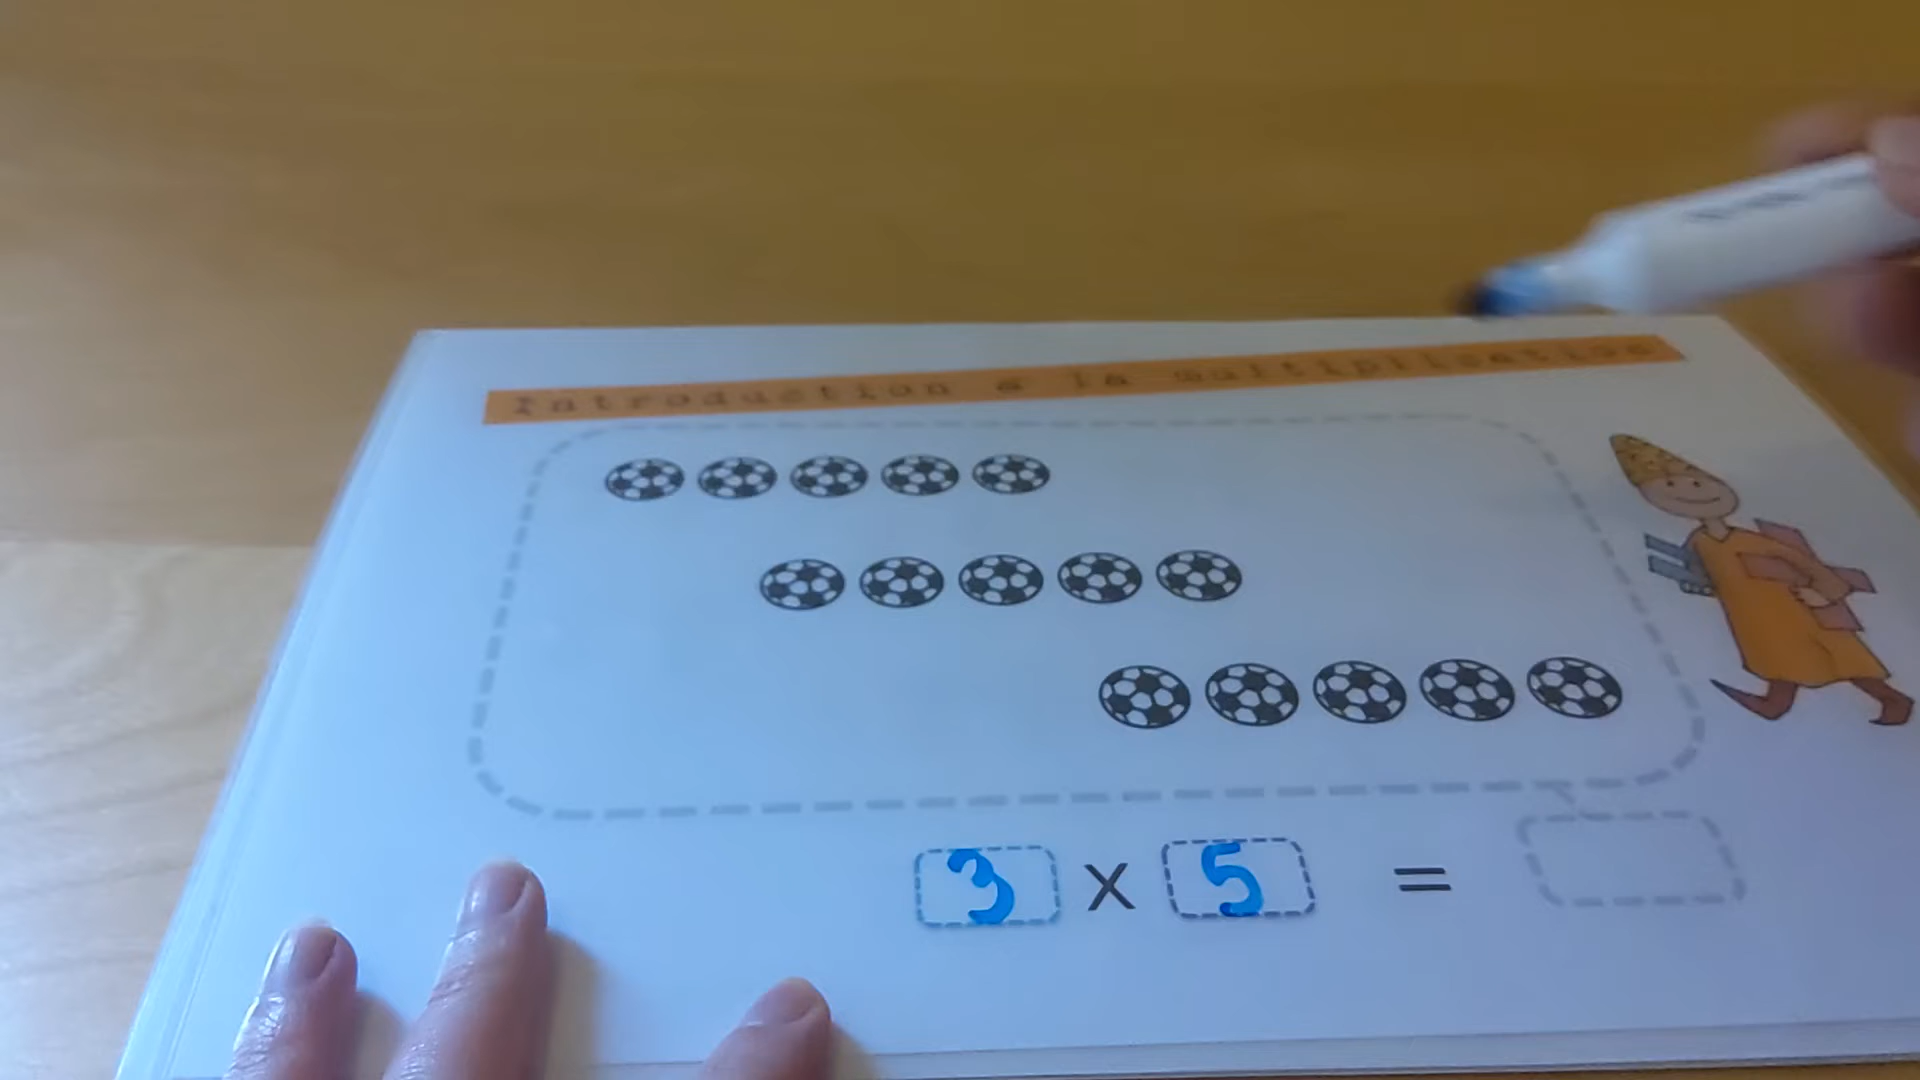 Introduction a la multiplication
3 x 5 =